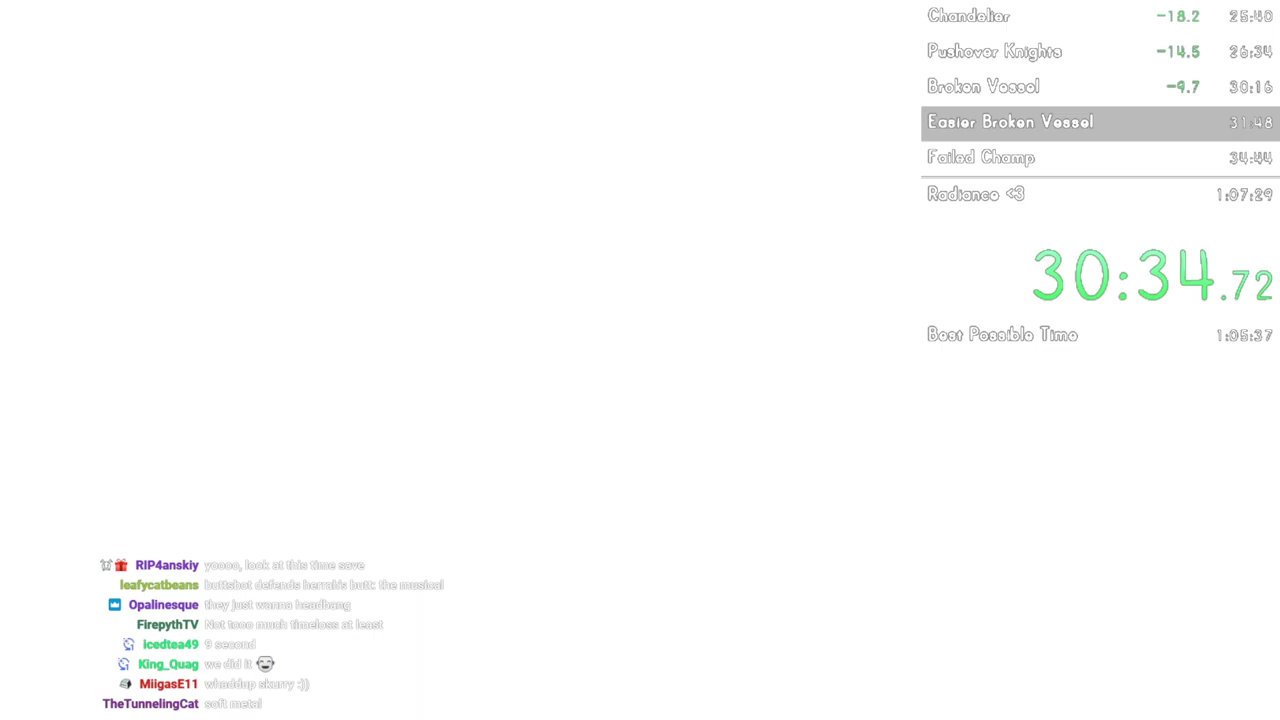 Chandelier -18.2 25:40
Pushover Knights -14.5 26:34
Broken Vessel -9.7 30:16
Easier Broken Vessel 31:48
Failed Champ 34:44
Radiance <3 1:07:29
30:34.72
Best Possible Time 1:05:37
RIP4anskiy yoooo, look at this time save
leafycatbeans buttshot defends herrah's butt: the musical
Opalinesque they just wanna headbang
FirepythTV Not tooo much timeloss at least
icedtea49 9 second
King_Quag we did it
MiigasE11 whaddup skurry :))
TheTunnelingCat soft metal